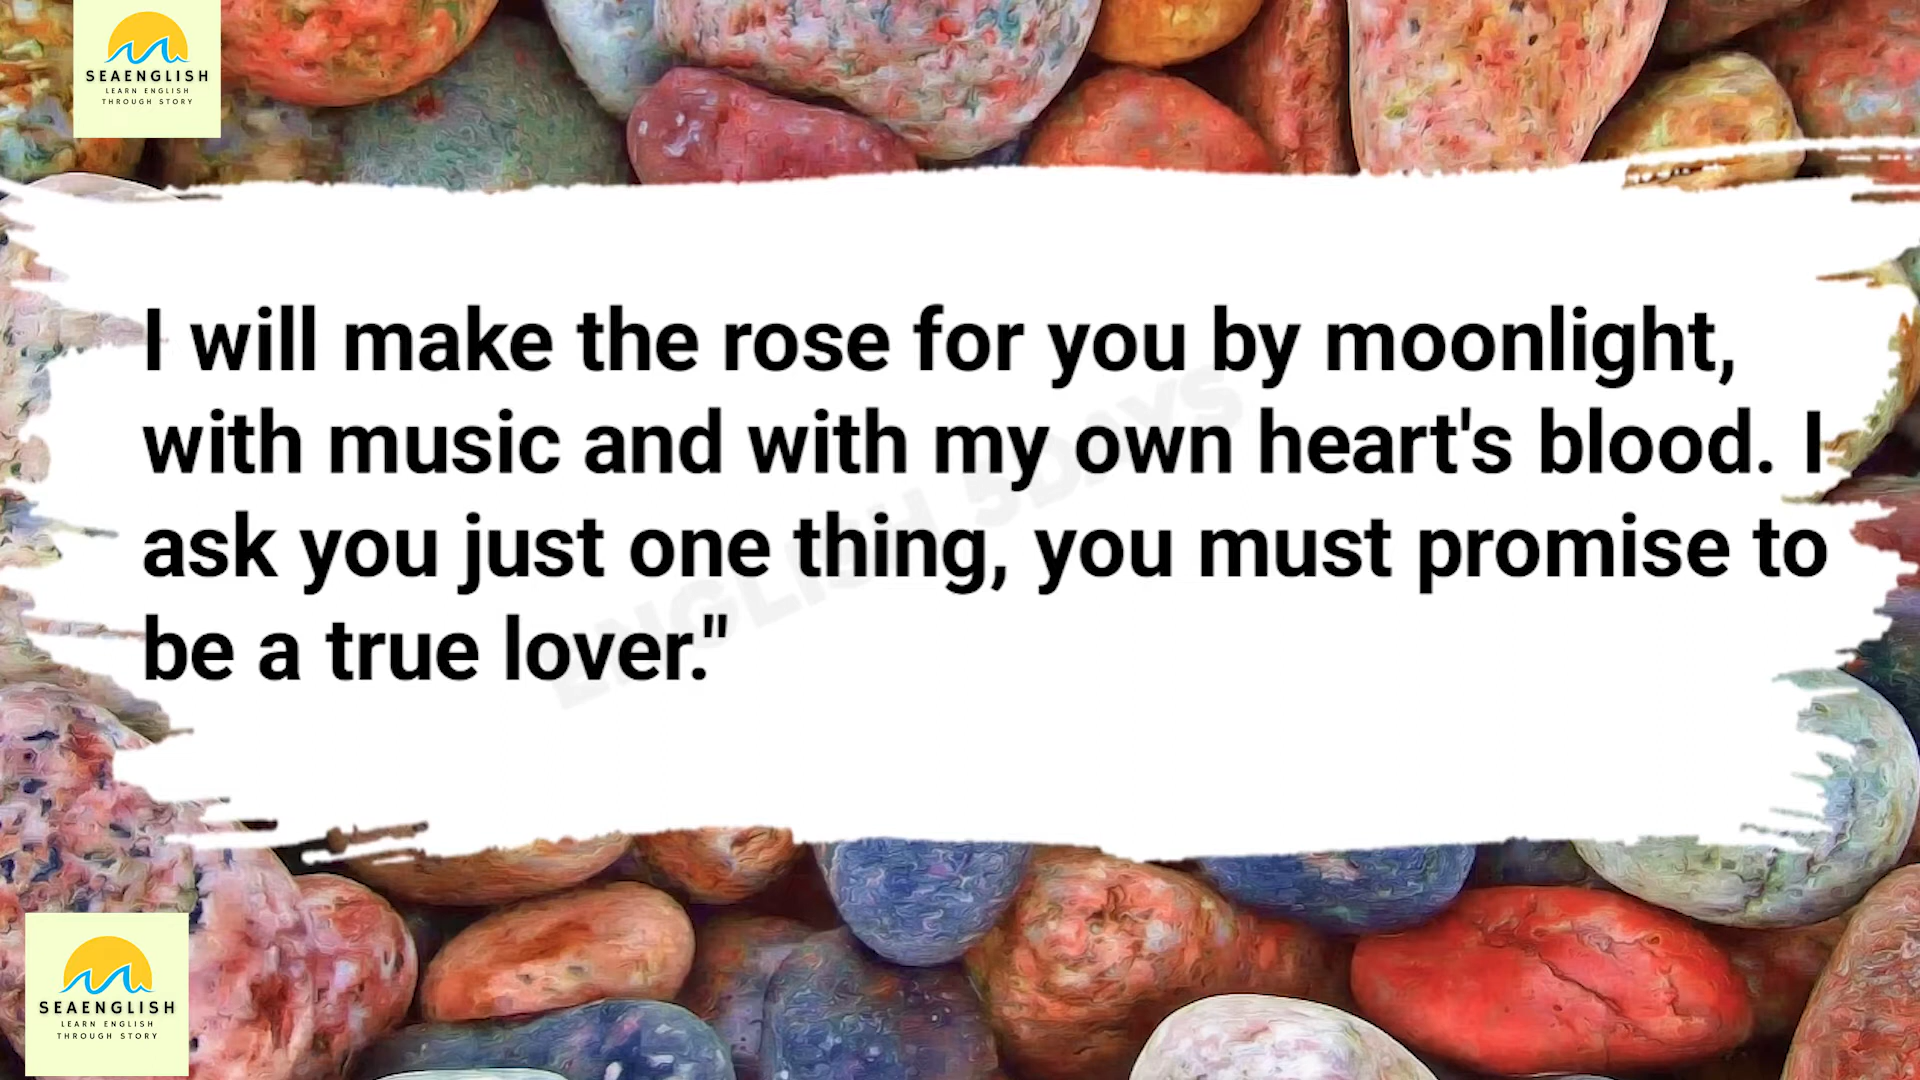 SEAENGLISH
LEARN ENGLISH
THROUGH STORY
I will make the rose for you by moonlight,
with music and with my own heart's blood. I
ask you just one thing, you must promise to
be a true lover."
ENGLISH 5DAYS
SEAENGLISH
LEARN ENGLISH
THROUGH STORY